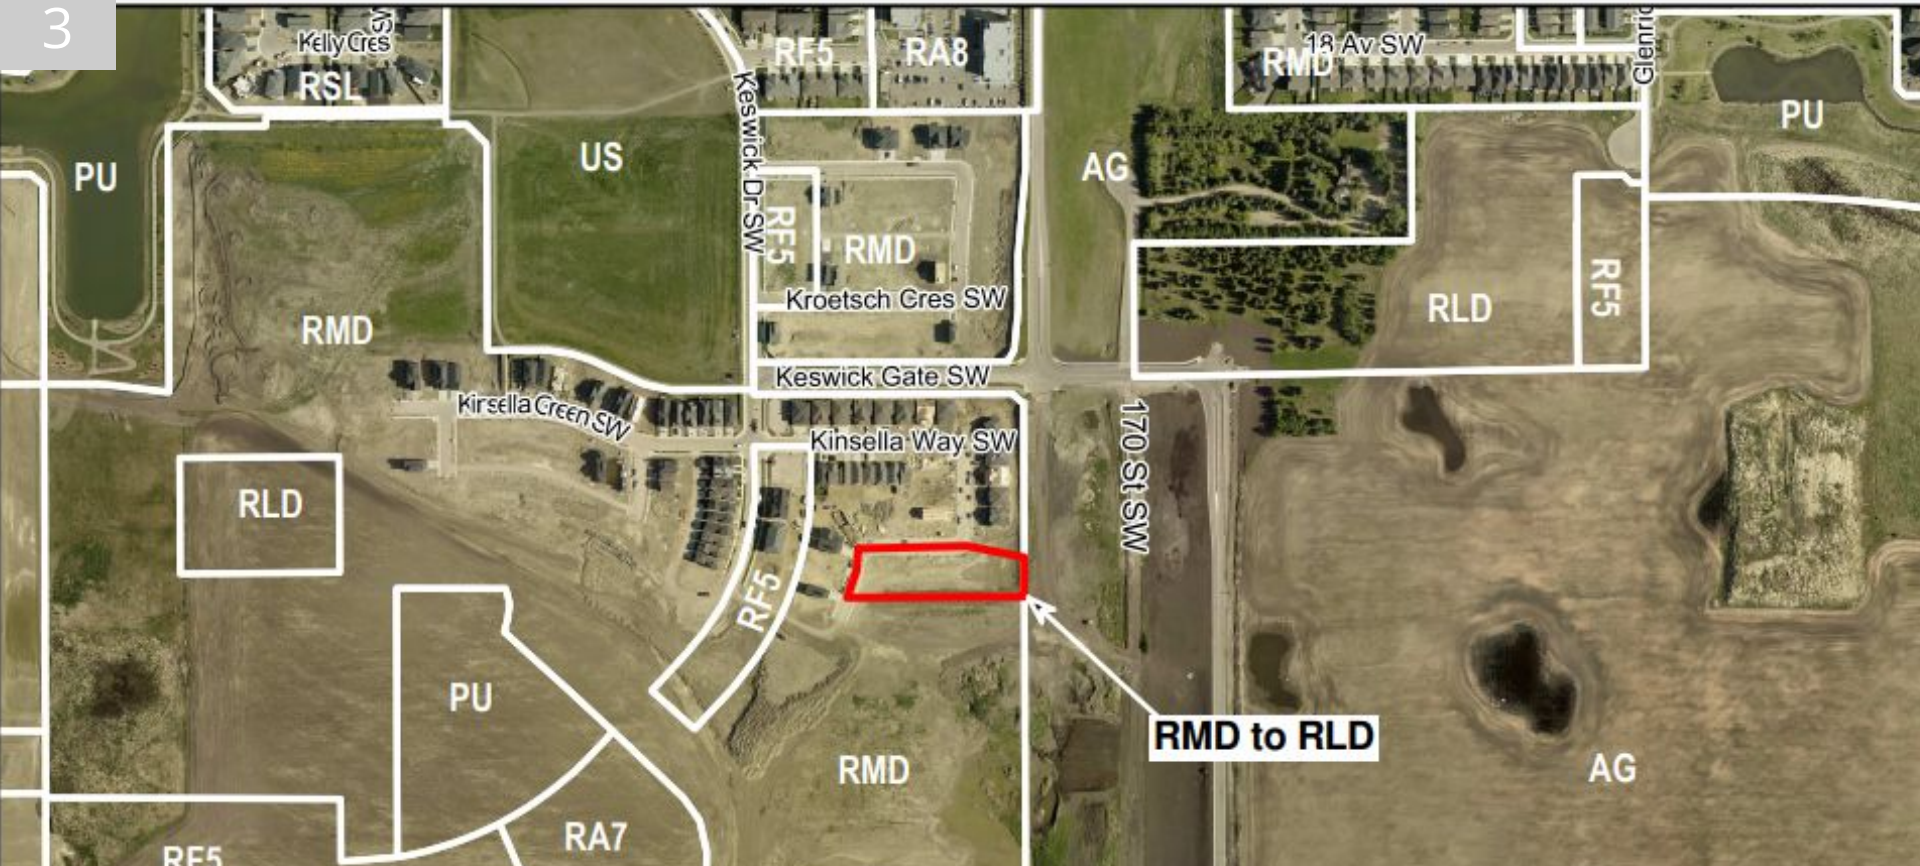 3
Kelly Cres
SW
RSL
RF5
RA8
18 Av SW
RMD
PU
PU
US
Keswick Dr SW
AG
RF5
RMD
Kroetsch Cres SW
RMD
RLD
RF5
Keswick Gate SW
Kinsella Green SW
Kinsella Way SW
170 St SW
RLD
RF5
PU
RMD to RLD
RMD
AG
RA7
RF5